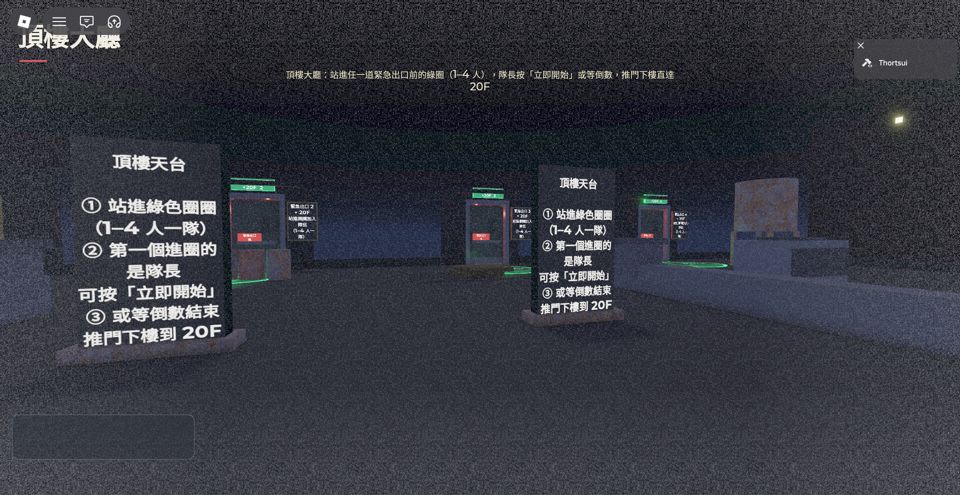 頂樓大廳
頂樓大廳：站進任一道緊急出口前的綠圈（1–4 人），隊長按「立即開始」或等倒數，推門下樓直達
20F
Thortsui
頂樓天台
① 站進綠色圈圈
（1–4 人一隊）
② 第一個進圈的
是隊長
可按「立即開始」
③ 或等倒數結束
推門下樓到 20F
緊急出口 2
頂樓天台
① 站進綠色圈圈
（1–4 人一隊）
② 第一個進圈的
是隊長
可按「立即開始」
③ 或等倒數結束
推門下樓到 20F